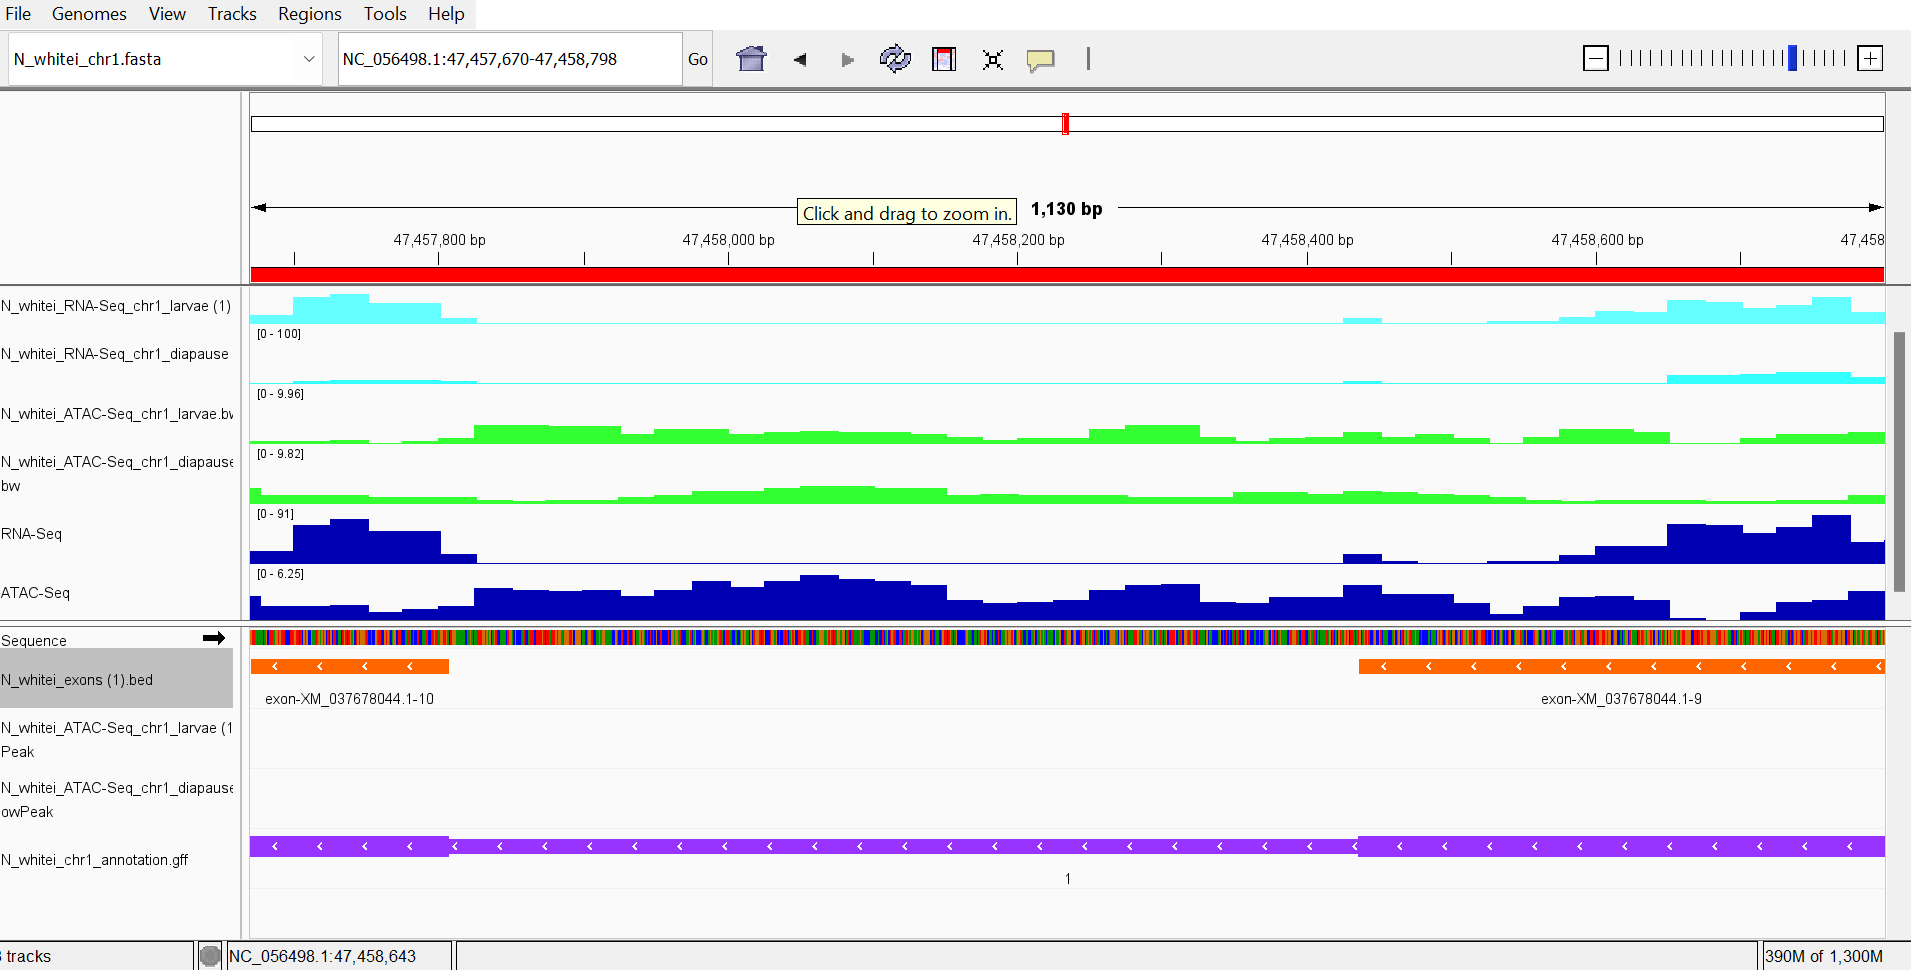 File Genomes View Tracks Regions Tools Help
N_whitei_chr1.fasta NC_056498.1:47,457,670-47,458,798 Go
Click and drag to zoom in. 1,130 bp
47,457,800 bp 47,458,000 bp 47,458,200 bp 47,458,400 bp 47,458,600 bp 47,458
N_whitei_RNA-Seq_chr1_larvae (1)
[0 - 100]
N_whitei_RNA-Seq_chr1_diapause
[0 - 9.96]
N_whitei_ATAC-Seq_chr1_larvae.bw
[0 - 9.82]
N_whitei_ATAC-Seq_chr1_diapause
bw
[0 - 91]
RNA-Seq
[0 - 6.25]
ATAC-Seq
Sequence
N_whitei_exons (1).bed
exon-XM_037678044.1-10 exon-XM_037678044.1-9
N_whitei_ATAC-Seq_chr1_larvae (1
Peak
N_whitei_ATAC-Seq_chr1_diapause
owPeak
N_whitei_chr1_annotation.gff
1
tracks NC_056498.1:47,458,643 390M of 1,300M